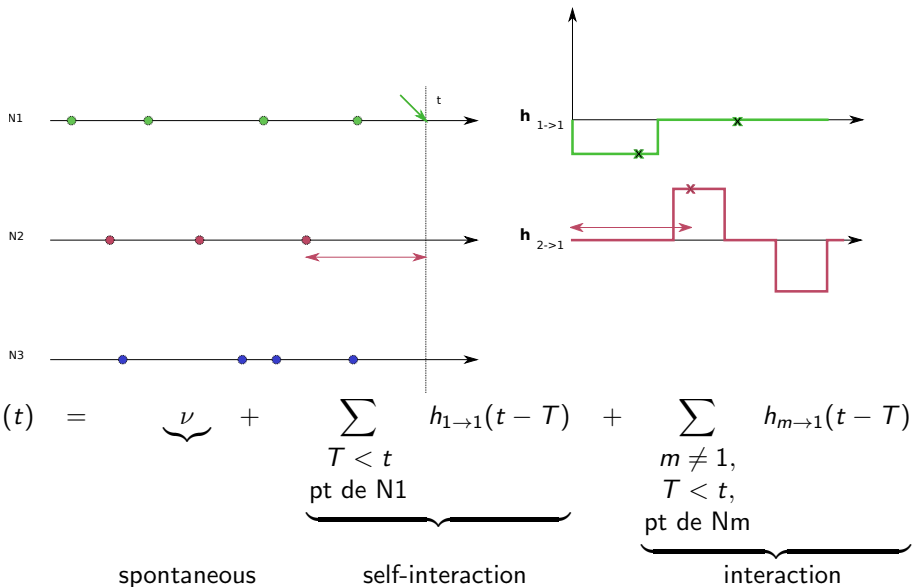 t
N1
h 1->1
x
x
x
N2
h 2->1
N3
(t) = ν + ∑ h₁→₁(t − T) + ∑ hₘ→₁(t − T)
T < t
pt de N1
m ≠ 1,
T < t,
pt de Nm
spontaneous self-interaction interaction